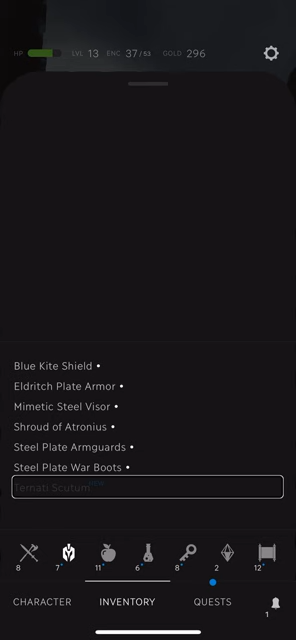 HP LVL 13 ENC 37/53 GOLD 296
Blue Kite Shield •
Eldritch Plate Armor •
Mimetic Steel Visor •
Shroud of Atronius •
Steel Plate Armguards •
Steel Plate War Boots •
Ternati Scutum NEW
8 7 11 6 8 2 12
CHARACTER INVENTORY QUESTS 1